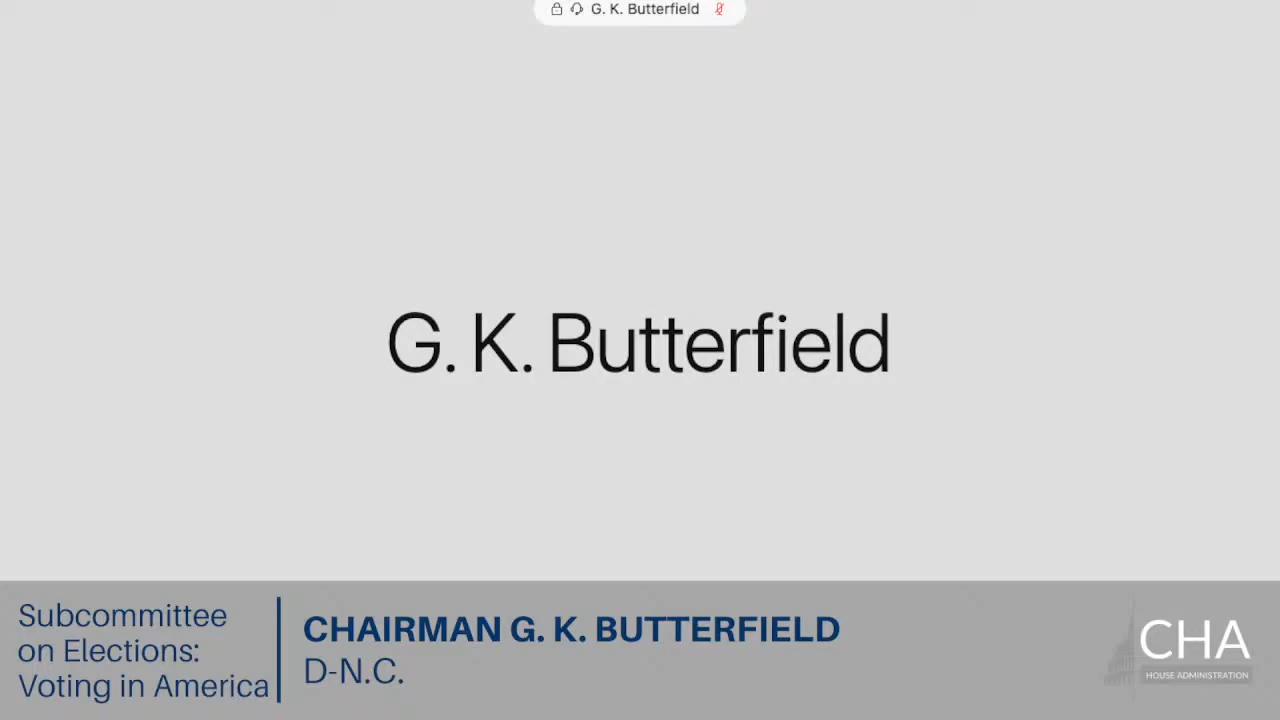 G. K. Butterfield
G. K. Butterfield
Subcommittee
on Elections:
Voting in America
CHAIRMAN G. K. BUTTERFIELD
D-N.C.
CHA
HOUSE ADMINISTRATION